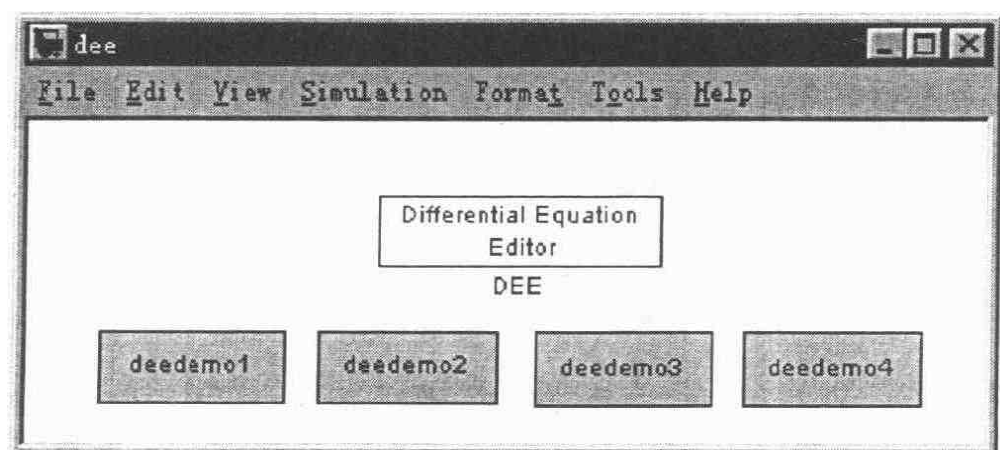 dee
File Edit View Simulation Format Tools Help
Differential Equation
Editor
DEE
deedemo1 deedemo2 deedemo3 deedemo4